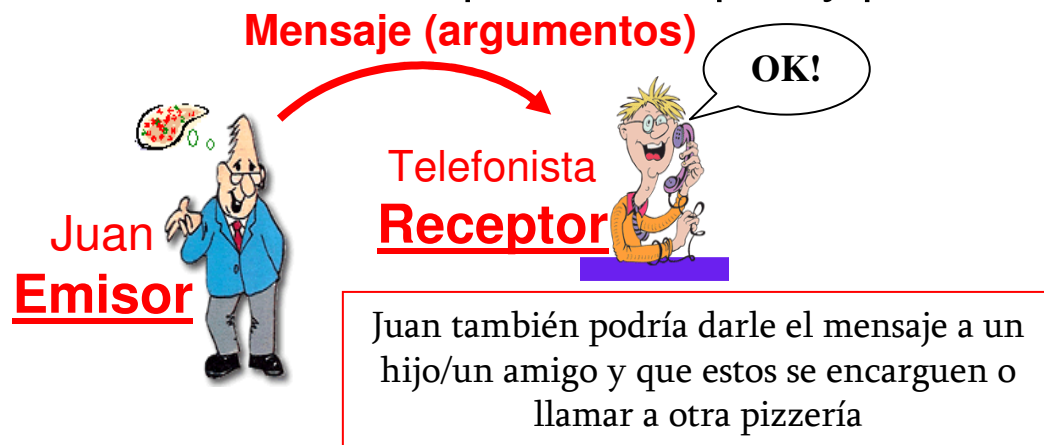 Mensaje (argumentos)
OK!
Telefonista
Receptor
Juan
Emisor
Juan también podría darle el mensaje a un
hijo/un amigo y que estos se encarguen o
llamar a otra pizzería